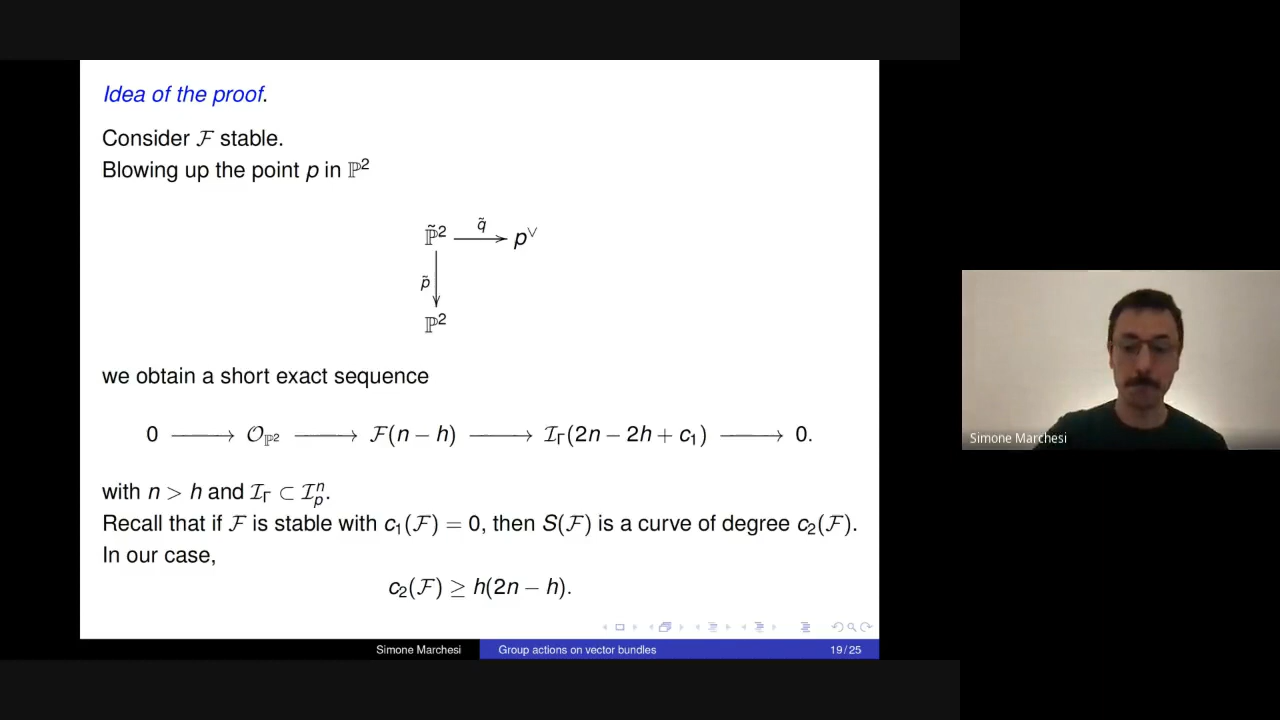 Idea of the proof.
Consider ℱ stable.
Blowing up the point p in ℙ²
ℙ̃² ⟶ p^∨
q̃
p̃
ℙ²
we obtain a short exact sequence
0 ⟶ 𝒪_ℙ² ⟶ ℱ(n − h) ⟶ ℐ_Γ(2n − 2h + c₁) ⟶ 0.
with n > h and ℐ_Γ ⊂ ℐ_p^n.
Recall that if ℱ is stable with c₁(ℱ) = 0, then S(ℱ) is a curve of degree c₂(ℱ).
In our case,
c₂(ℱ) ≥ h(2n − h).
Simone Marchesi
Group actions on vector bundles
19/25
Simone Marchesi